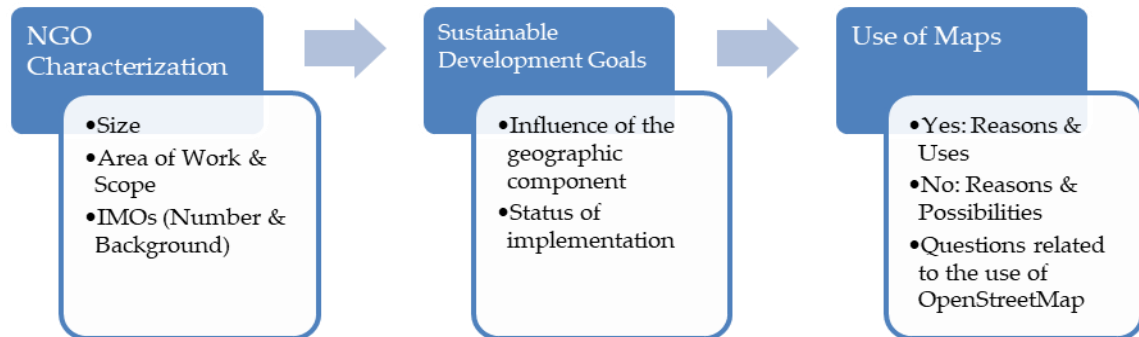 NGO
Characterization
•Size
•Area of Work &
Scope
•IMOs (Number &
Background)
Sustainable
Development Goals
•Influence of the
geographic
component
•Status of
implementation
Use of Maps
•Yes: Reasons &
Uses
•No: Reasons &
Possibilities
•Questions related
to the use of
OpenStreetMap